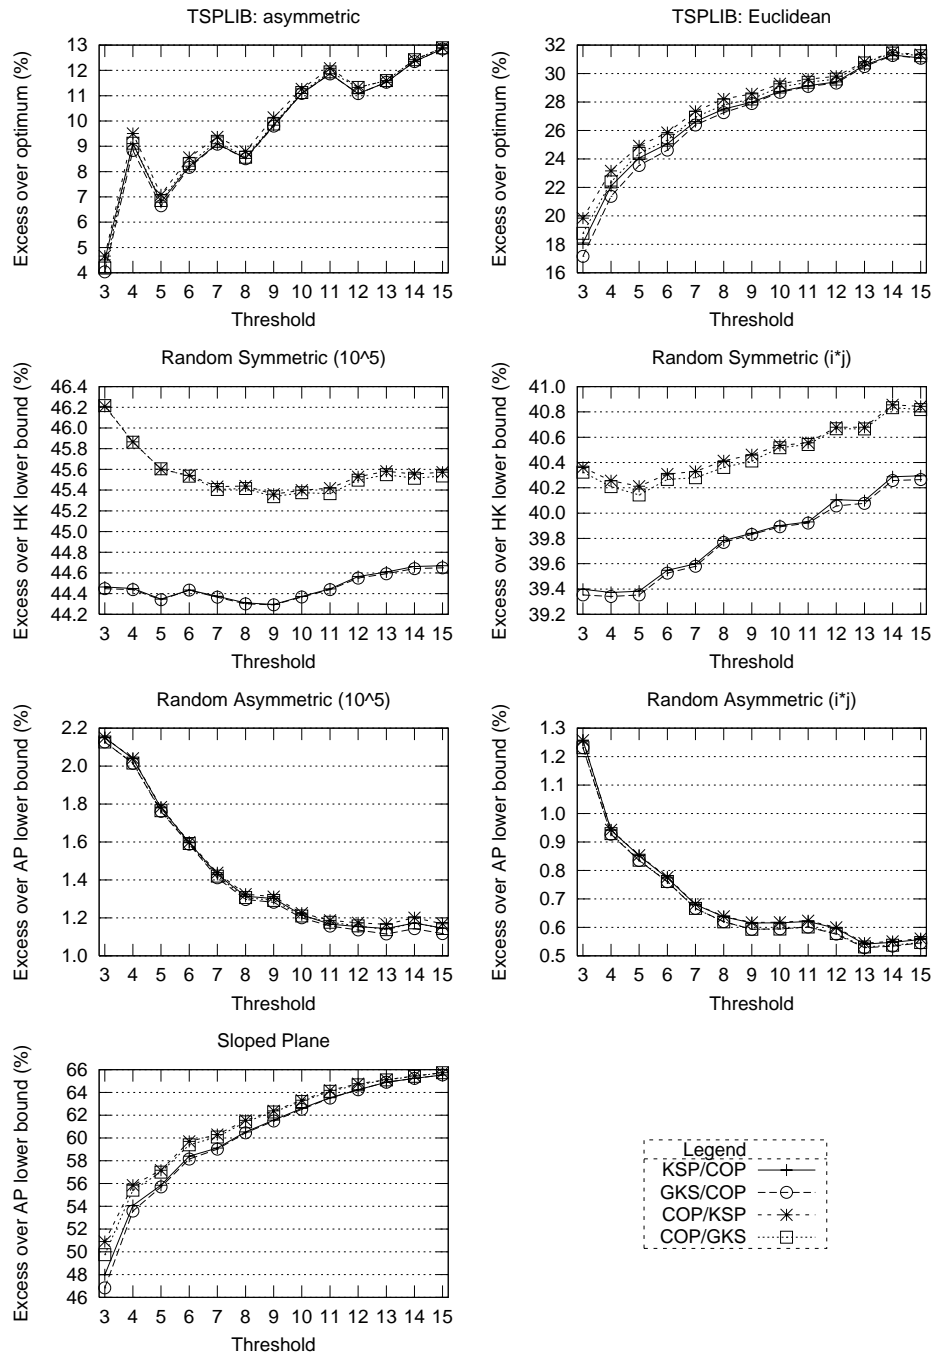 TSPLIB: asymmetric
Excess over optimum (%)
13
12
11
10
9
8
7
6
5
4
3 4 5 6 7 8 9 10 11 12 13 14 15
Threshold
TSPLIB: Euclidean
Excess over optimum (%)
32
30
28
26
24
22
20
18
16
3 4 5 6 7 8 9 10 11 12 13 14 15
Threshold
Random Symmetric (10^5)
Excess over HK lower bound (%)
46.4
46.2
46.0
45.8
45.6
45.4
45.2
45.0
44.8
44.6
44.4
44.2
3 4 5 6 7 8 9 10 11 12 13 14 15
Threshold
Random Symmetric (i*j)
Excess over HK lower bound (%)
41.0
40.8
40.6
40.4
40.2
40.0
39.8
39.6
39.4
39.2
3 4 5 6 7 8 9 10 11 12 13 14 15
Threshold
Random Asymmetric (10^5)
Excess over AP lower bound (%)
2.2
2.0
1.8
1.6
1.4
1.2
1.0
3 4 5 6 7 8 9 10 11 12 13 14 15
Threshold
Random Asymmetric (i*j)
Excess over AP lower bound (%)
1.3
1.2
1.1
1.0
0.9
0.8
0.7
0.6
0.5
3 4 5 6 7 8 9 10 11 12 13 14 15
Threshold
Sloped Plane
Excess over AP lower bound (%)
66
64
62
60
58
56
54
52
50
48
46
3 4 5 6 7 8 9 10 11 12 13 14 15
Threshold
Legend
KSP/COP
GKS/COP
COP/KSP
COP/GKS